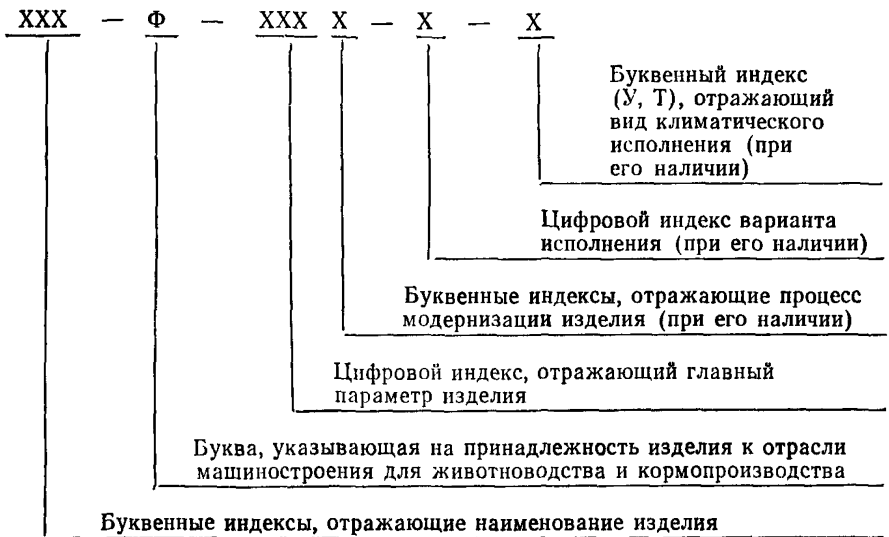 XXX — Ф — XXX X — X — X
Буквенный индекс
(У, Т), отражающий
вид климатического
исполнения (при
его наличии)
Цифровой индекс варианта
исполнения (при его наличии)
Буквенные индексы, отражающие процесс
модернизации изделия (при его наличии)
Цифровой индекс, отражающий главный
параметр изделия
Буква, указывающая на принадлежность изделия к отрасли
машиностроения для животноводства и кормопроизводства
Буквенные индексы, отражающие наименование изделия